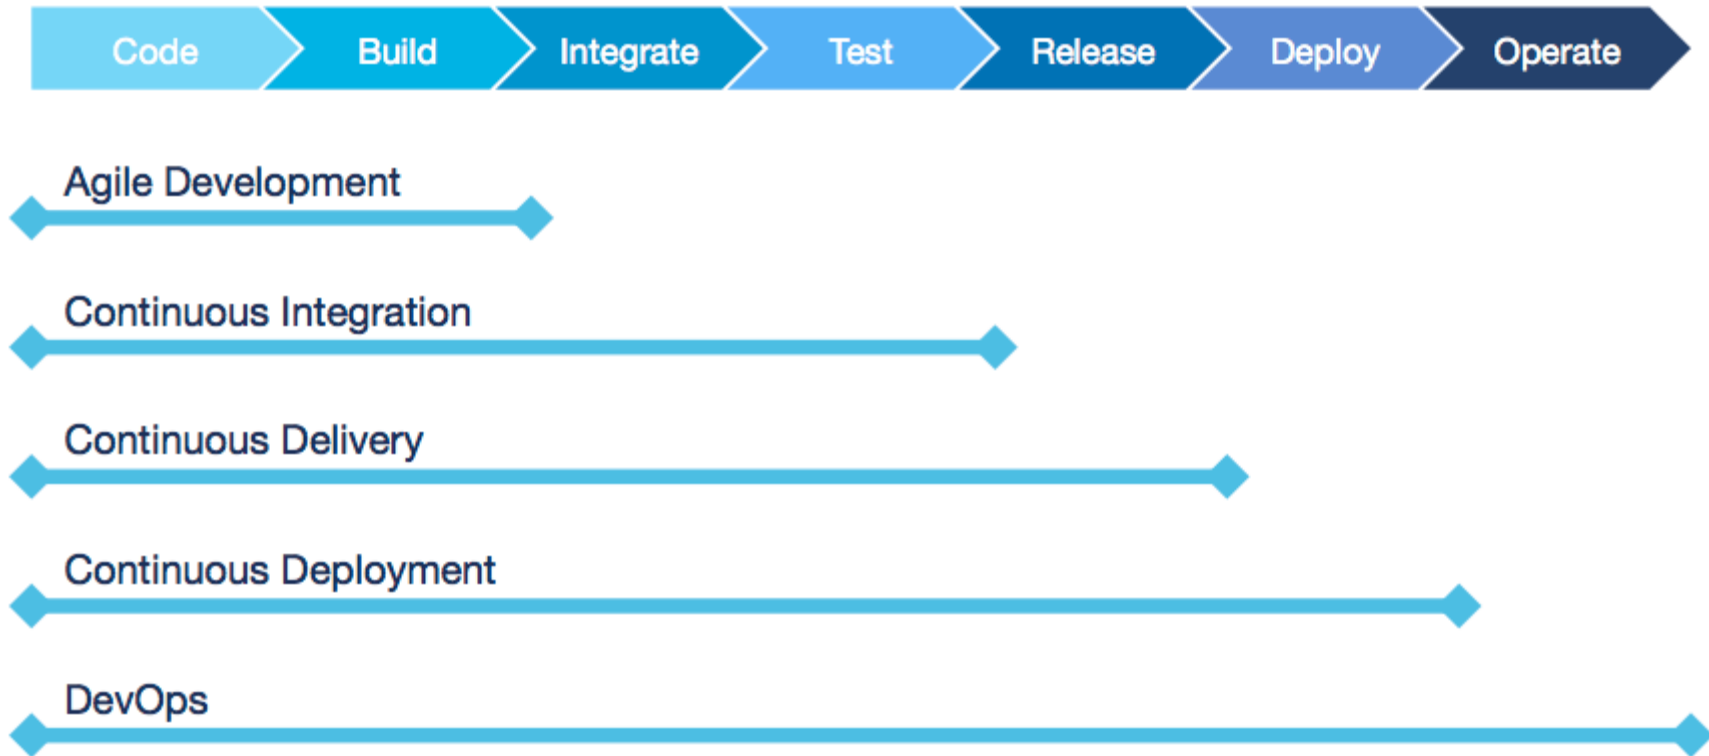 Code Build Integrate Test Release Deploy Operate
Agile Development
Continuous Integration
Continuous Delivery
Continuous Deployment
DevOps